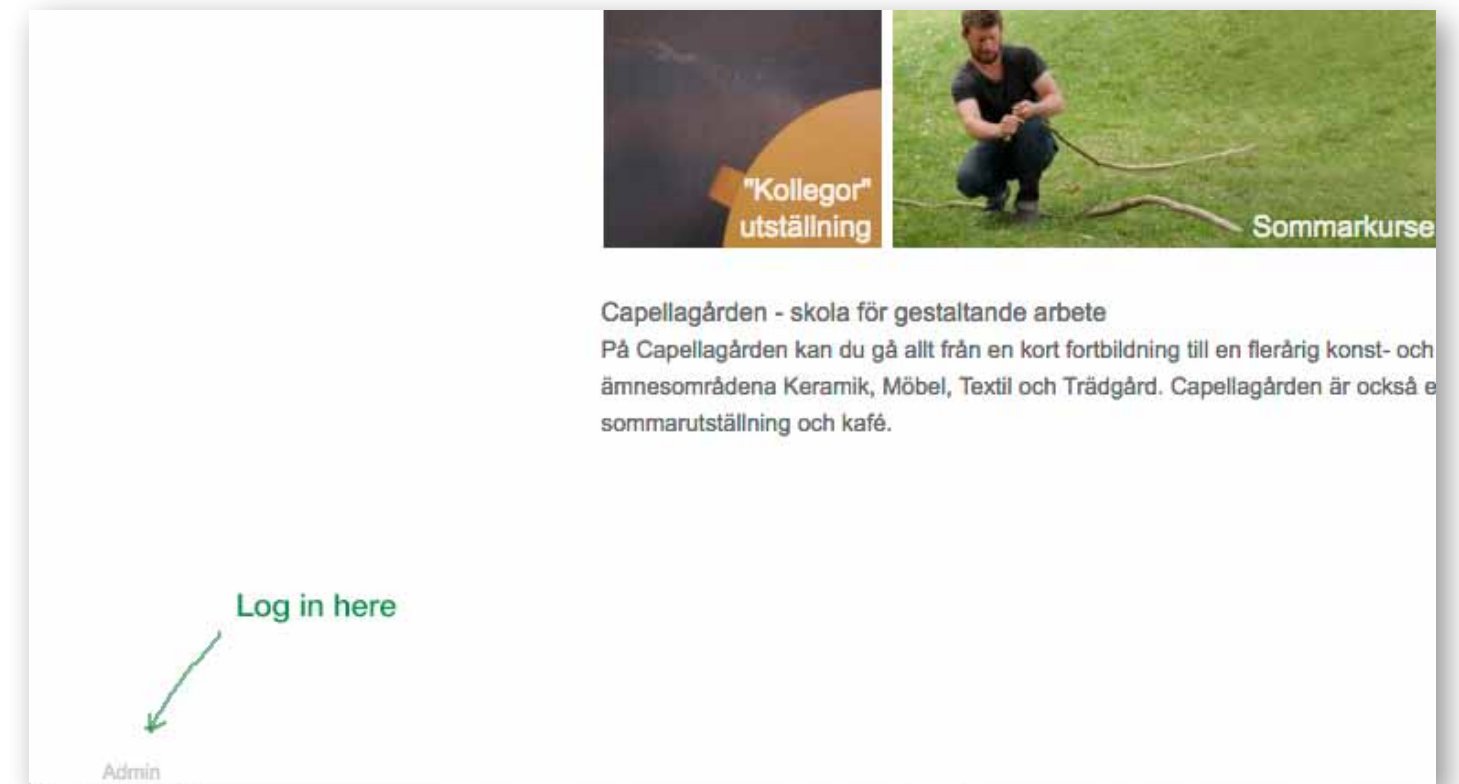 "Kollegor"
utställning
Sommarkurse
Capellagården - skola för gestaltande arbete
På Capellagården kan du gå allt från en kort fortbildning till en flerårig konst- och
ämnesområdena Keramik, Möbel, Textil och Trädgård. Capellagården är också e
sommarutställning och kafé.
Log in here
Admin